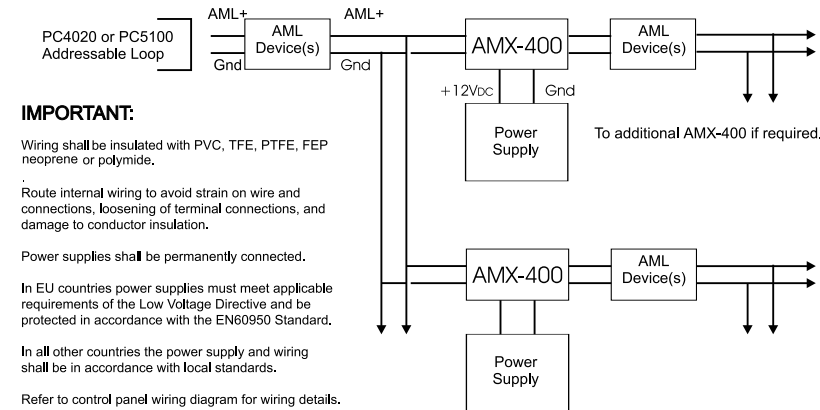 AML+
AML+
PC4020 or PC5100
Addressable Loop
AML
Device(s)
Gnd
Gnd
AMX-400
AML
Device(s)
+12VDC
Gnd
Power
Supply
To additional AMX-400 if required.
IMPORTANT:
Wiring shall be insulated with PVC, TFE, PTFE, FEP
neoprene or polymide.
.
Route internal wiring to avoid strain on wire and
connections, loosening of terminal connections, and
damage to conductor insulation.
Power supplies shall be permanently connected.
In EU countries power supplies must meet applicable
requirements of the Low Voltage Directive and be
protected in accordance with the EN60950 Standard.
In all other countries the power supply and wiring
shall be in accordance with local standards.
Refer to control panel wiring diagram for wiring details.
AMX-400
AML
Device(s)
Power
Supply